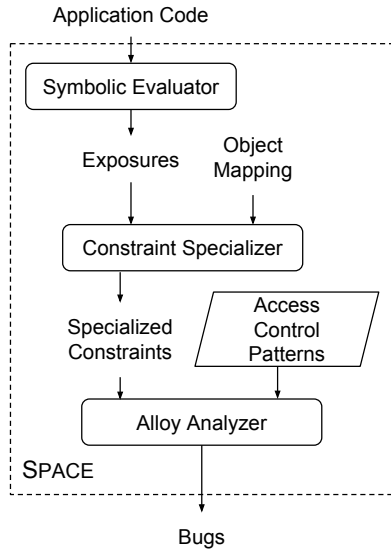 Application Code
Symbolic Evaluator
Exposures
Object
Mapping
Constraint Specializer
Specialized
Constraints
Access
Control
Patterns
Alloy Analyzer
SPACE
Bugs